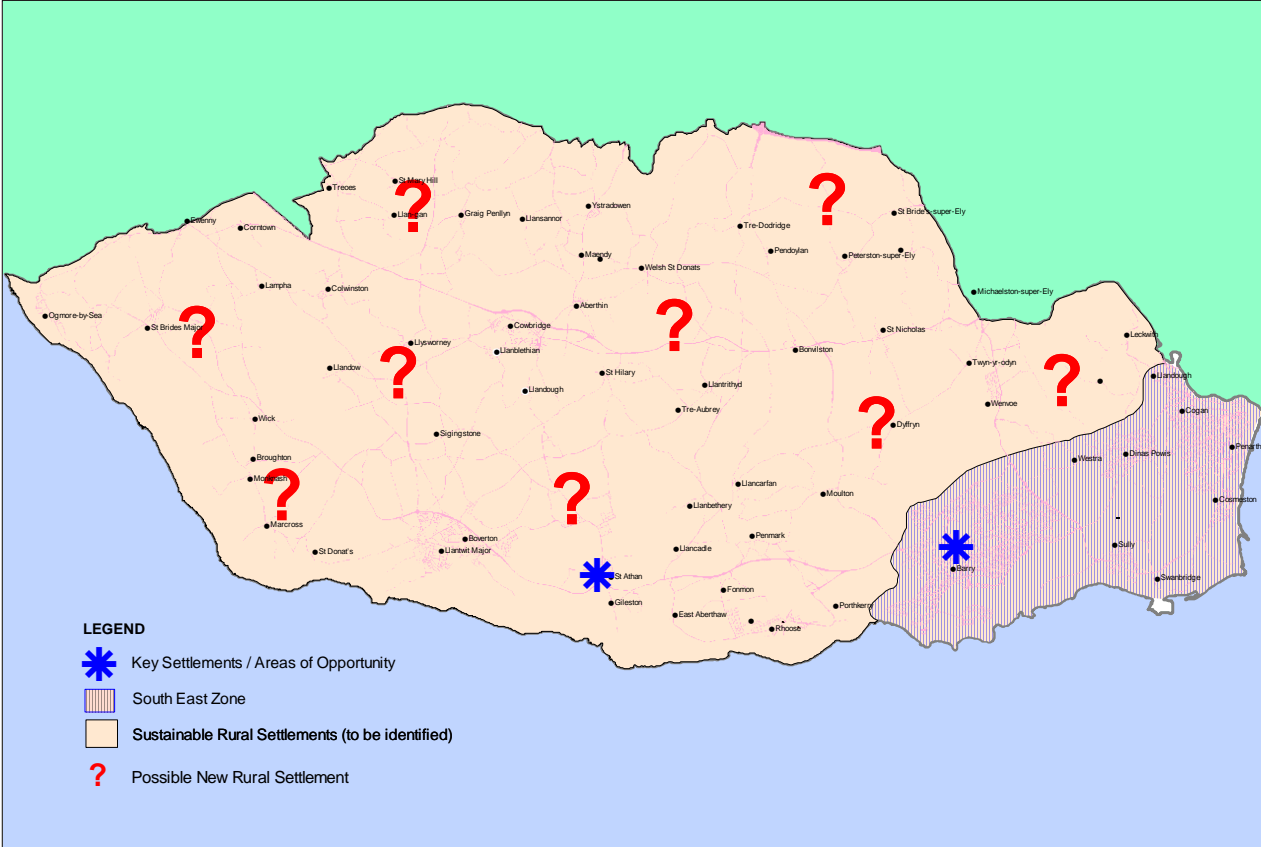 St Mary Hill
Treoes
Ystradowen
Llan-gan
Graig Penllyn
Llansannor
St Bride's-super-Ely
Ewenny
Corntown
Tre-Dodridge
Pendoylan
Peterston-super-Ely
Maendy
Welsh St Donats
Lampha
Colwinston
Michaelston-super-Ely
Aberthin
Ogmore-by-Sea
St Brides Major
Cowbridge
St Nicholas
Leckwith
Llysworney
Llanblethian
Bonvilston
Twyn-yr-odyn
Llandow
St Hilary
Llandough
Llandough
Llantrithyd
Wenvoe
Tre-Aubrey
Cogan
Wick
Dyffryn
Sigingstone
Penarth
Broughton
Westra
Dinas Powis
Monknash
Llancarfan
Moulton
Cosmeston
Llanbethery
Marcross
Boverton
Penmark
St Donat's
Llantwit Major
Llancadle
Sully
Barry
St Athan
Swanbridge
Fonmon
Gileston
Porthkerry
East Aberthaw
Rhoose
LEGEND
Key Settlements / Areas of Opportunity
South East Zone
Sustainable Rural Settlements (to be identified)
? Possible New Rural Settlement